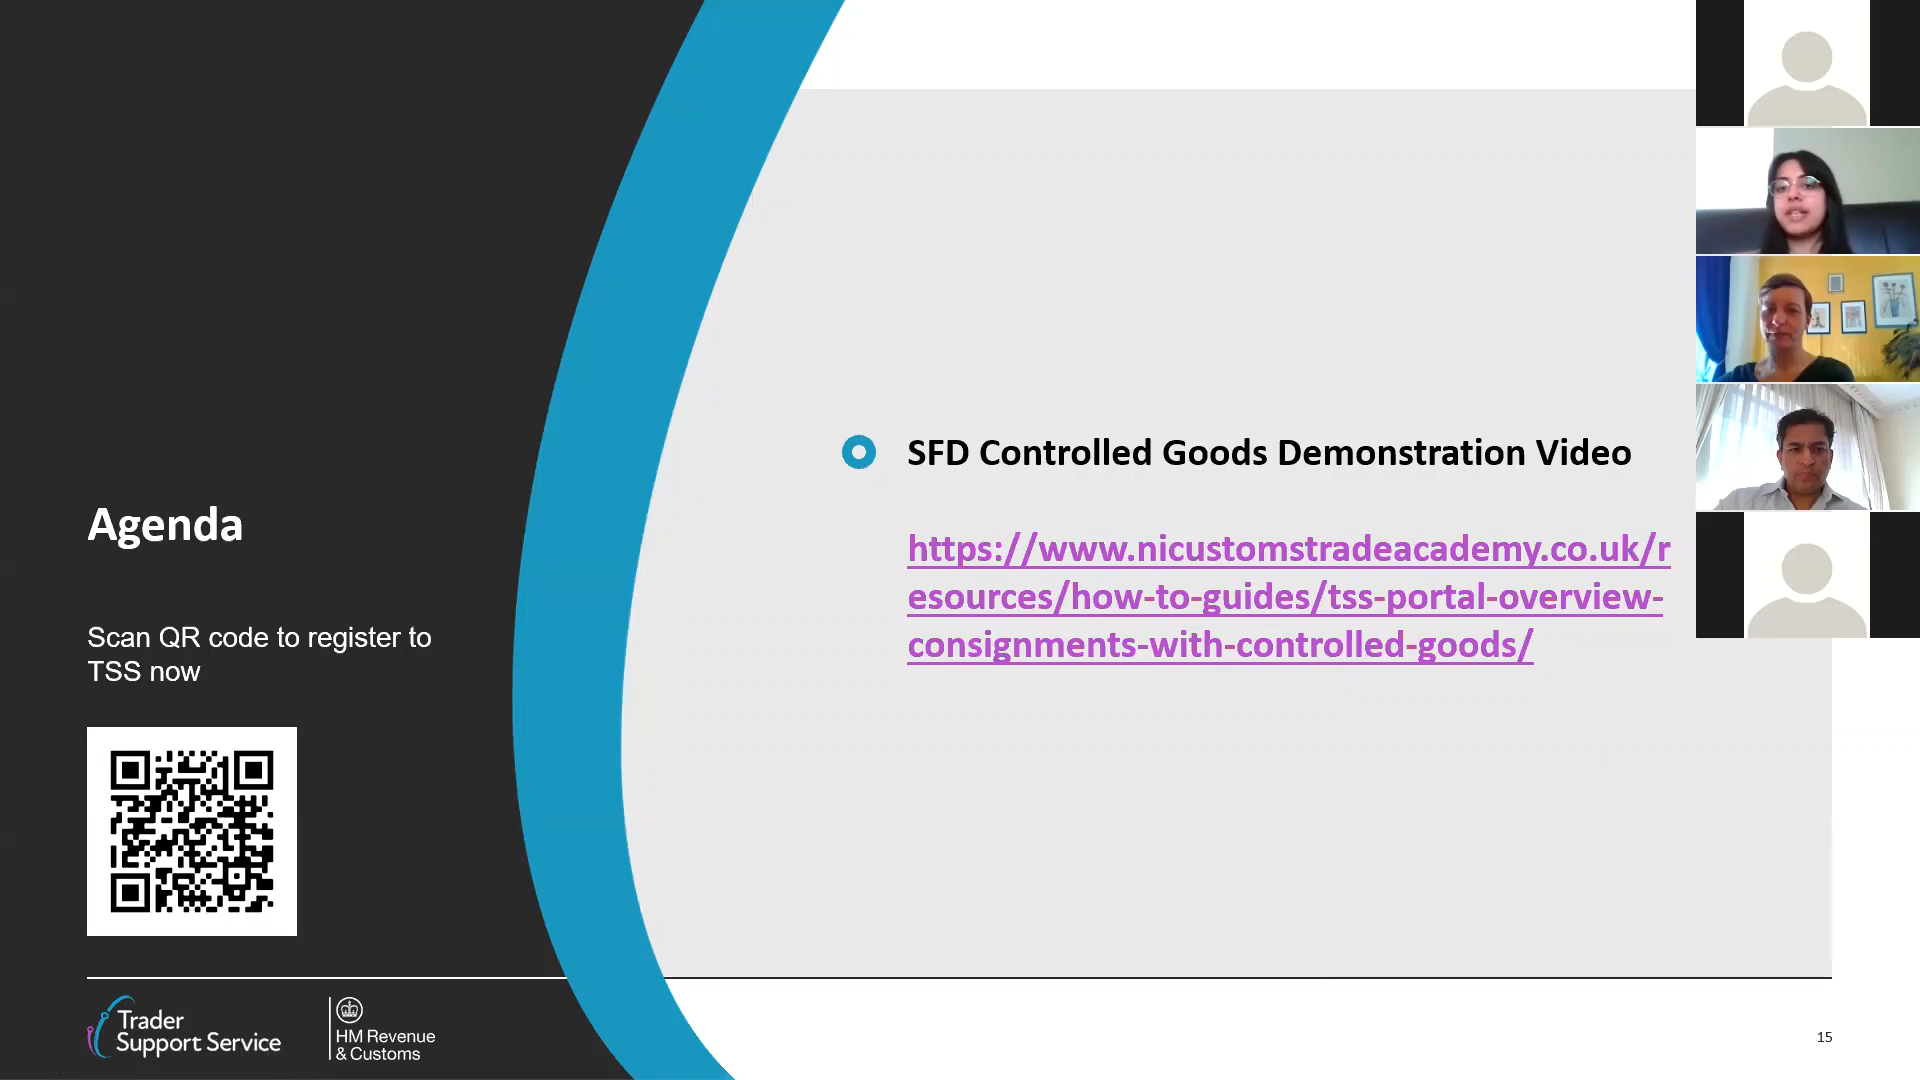 Agenda
Scan QR code to register to
TSS now
SFD Controlled Goods Demonstration Video
https://www.nicustomstradeacademy.co.uk/r
esources/how-to-guides/tss-portal-overview-
consignments-with-controlled-goods/
Trader
Support Service
HM Revenue
& Customs
15